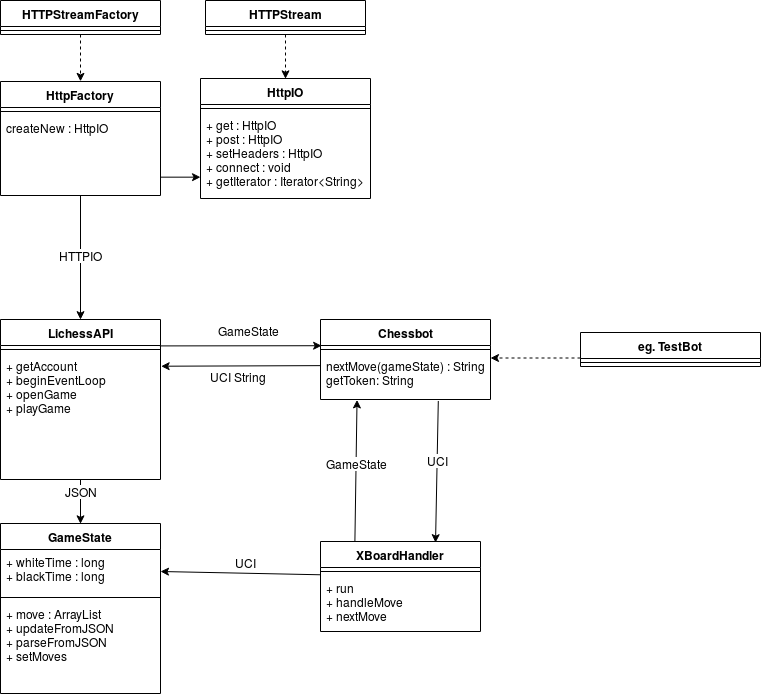 HTTPStreamFactory
HTTPStream
HttpFactory
createNew : HttpIO
HttpIO
+ get : HttpIO
+ post : HttpIO
+ setHeaders : HttpIO
+ connect : void
+ getIterator : Iterator<String>
HTTPIO
LichessAPI
+ getAccount
+ beginEventLoop
+ openGame
+ playGame
GameState
UCI String
Chessbot
nextMove(gameState) : String
getToken: String
eg. TestBot
JSON
GameState
UCI
GameState
+ whiteTime : long
+ blackTime : long
+ move : ArrayList
+ updateFromJSON
+ parseFromJSON
+ setMoves
UCI
XBoardHandler
+ run
+ handleMove
+ nextMove